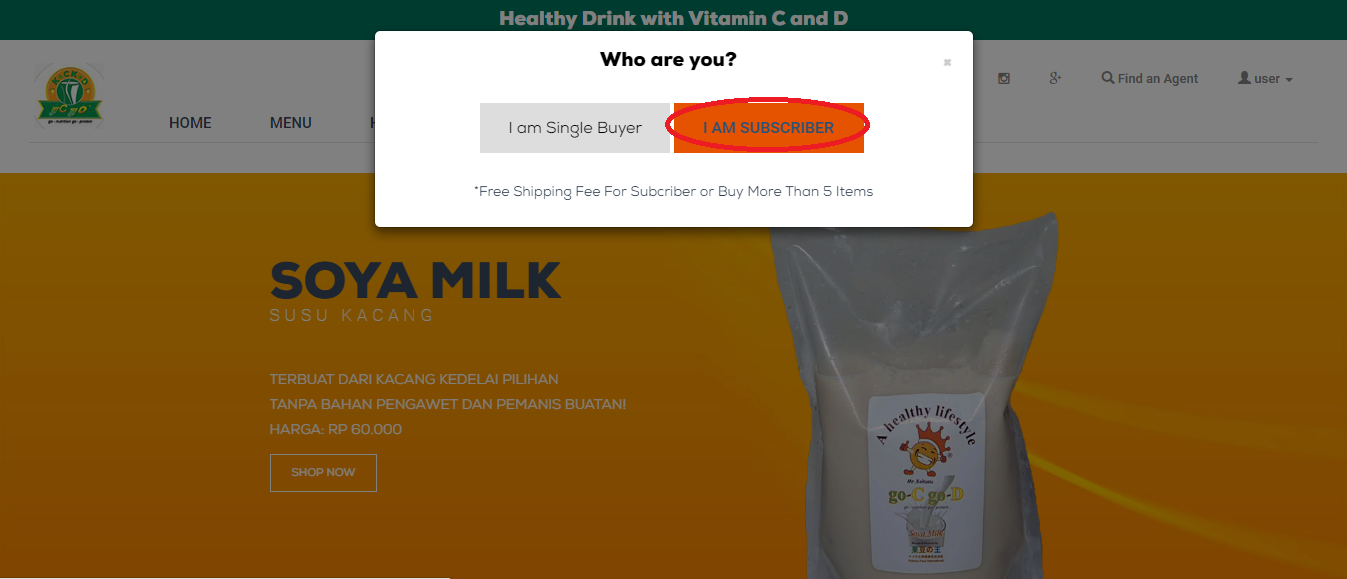 Healthy Drink with Vitamin C and D
Who are you?
Find an Agent
user
HOME
MENU
I am Single Buyer
I AM SUBSCRIBER
*Free Shipping Fee For Subcriber or Buy More Than 5 Items
SOYA MILK
SUSU KACANG
TERBUAT DARI KACANG KEDELAI PILIHAN
TANPA BAHAN PENGAWET DAN PEMANIS BUATAN!
HARGA: RP 60.000
SHOP NOW
A healthy lifestyle
go-C go-D
Soya Milk